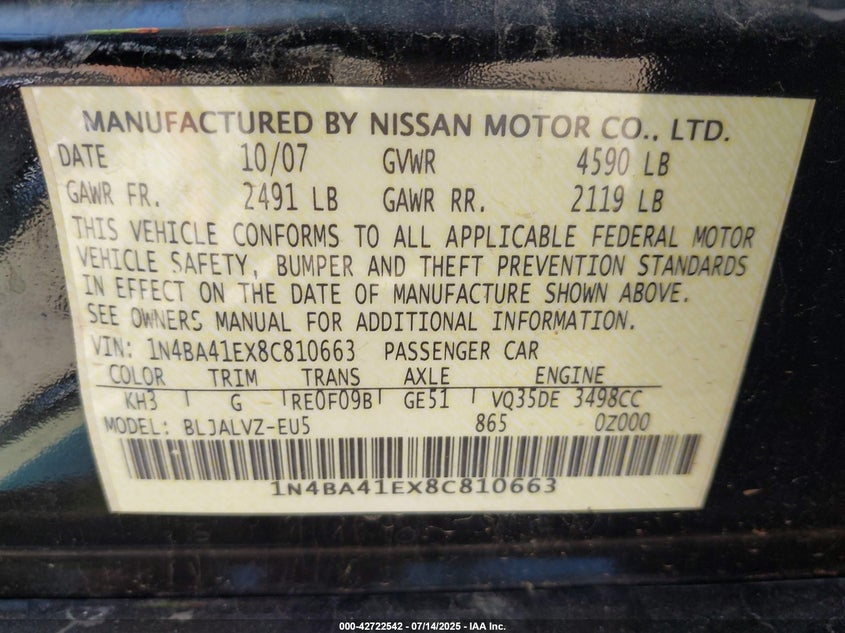 MANUFACTURED BY NISSAN MOTOR CO., LTD.
DATE 10/07 GVWR 4590 LB
GAWR FR. 2491 LB GAWR RR. 2119 LB
THIS VEHICLE CONFORMS TO ALL APPLICABLE FEDERAL MOTOR
VEHICLE SAFETY, BUMPER AND THEFT PREVENTION STANDARDS
IN EFFECT ON THE DATE OF MANUFACTURE SHOWN ABOVE.
SEE OWNERS MANUAL FOR ADDITIONAL INFORMATION.
VIN: 1N4BA41EX8C810663 PASSENGER CAR
COLOR TRIM TRANS AXLE ENGINE
KH3 G RE0F09B GE51 VQ35DE 3498CC
MODEL: BLJALVZ-EU5 865 0Z000
1N4BA41EX8C810663
000-42722542 - 07/14/2025 - IAA Inc.